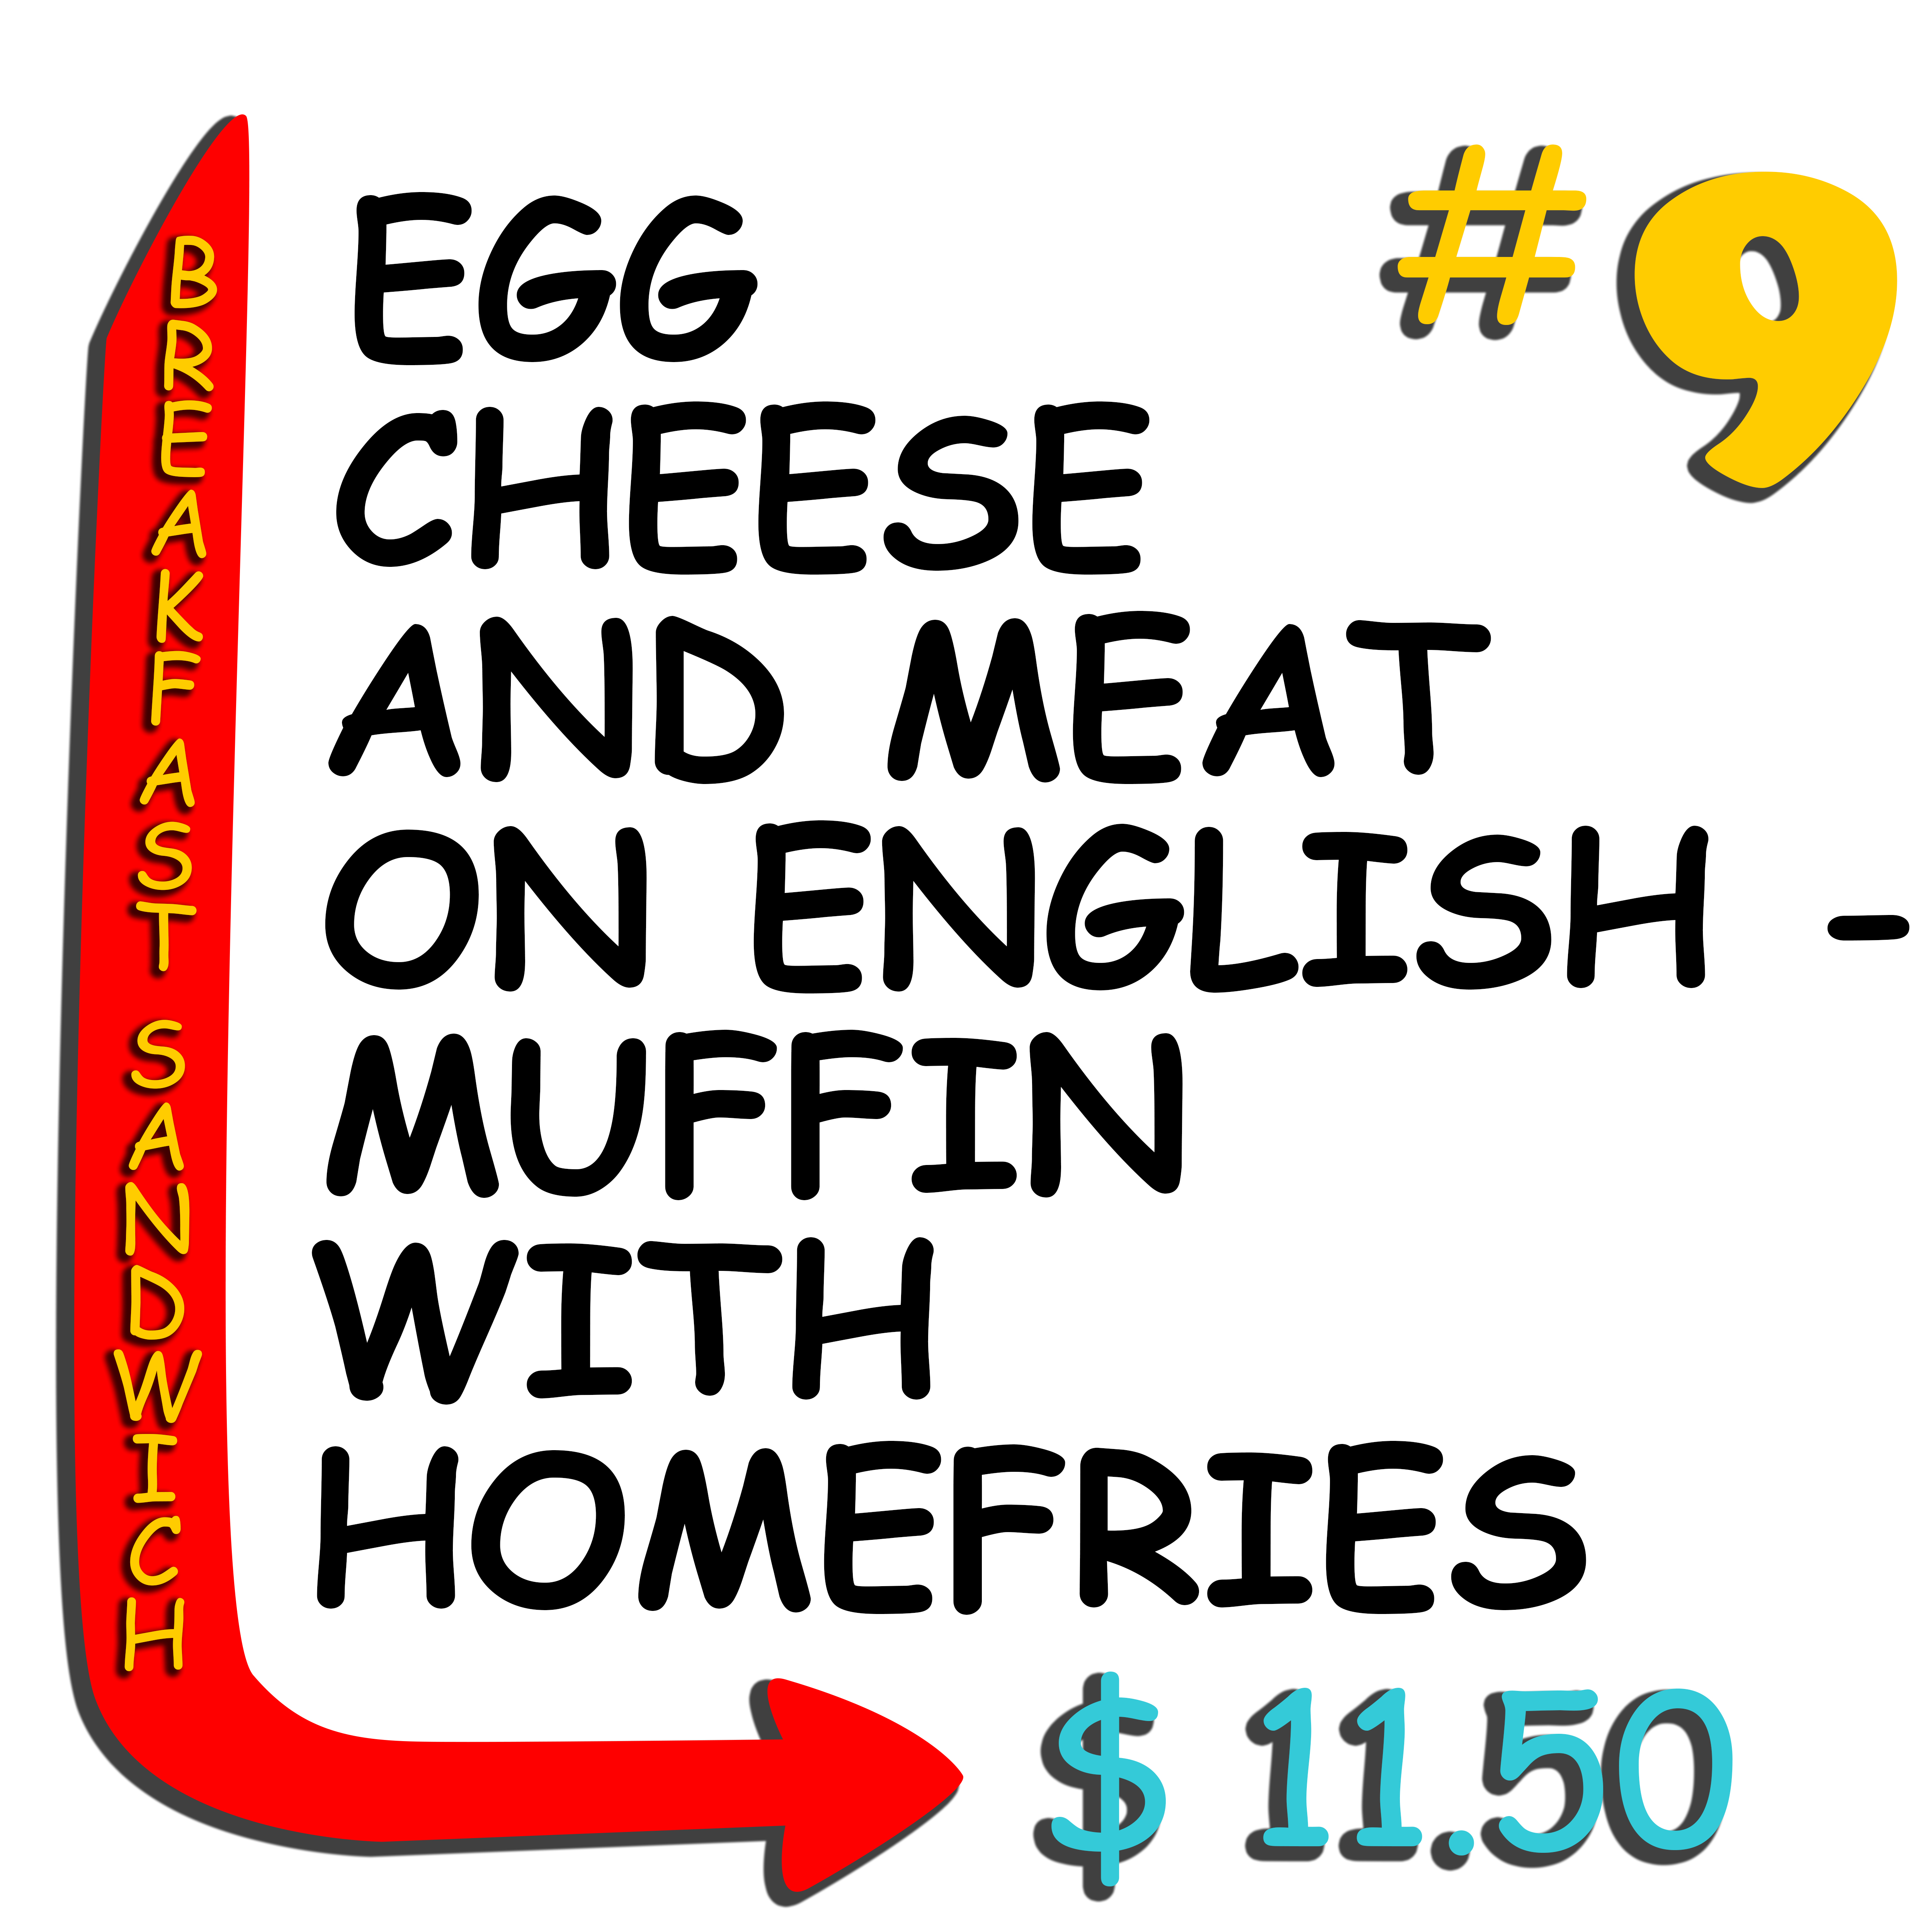 #9
BREAKFAST SANDWICH
EGG
CHEESE
AND MEAT
ON ENGLISH -
MUFFIN
WITH
HOMEFRIES
$ 11.50